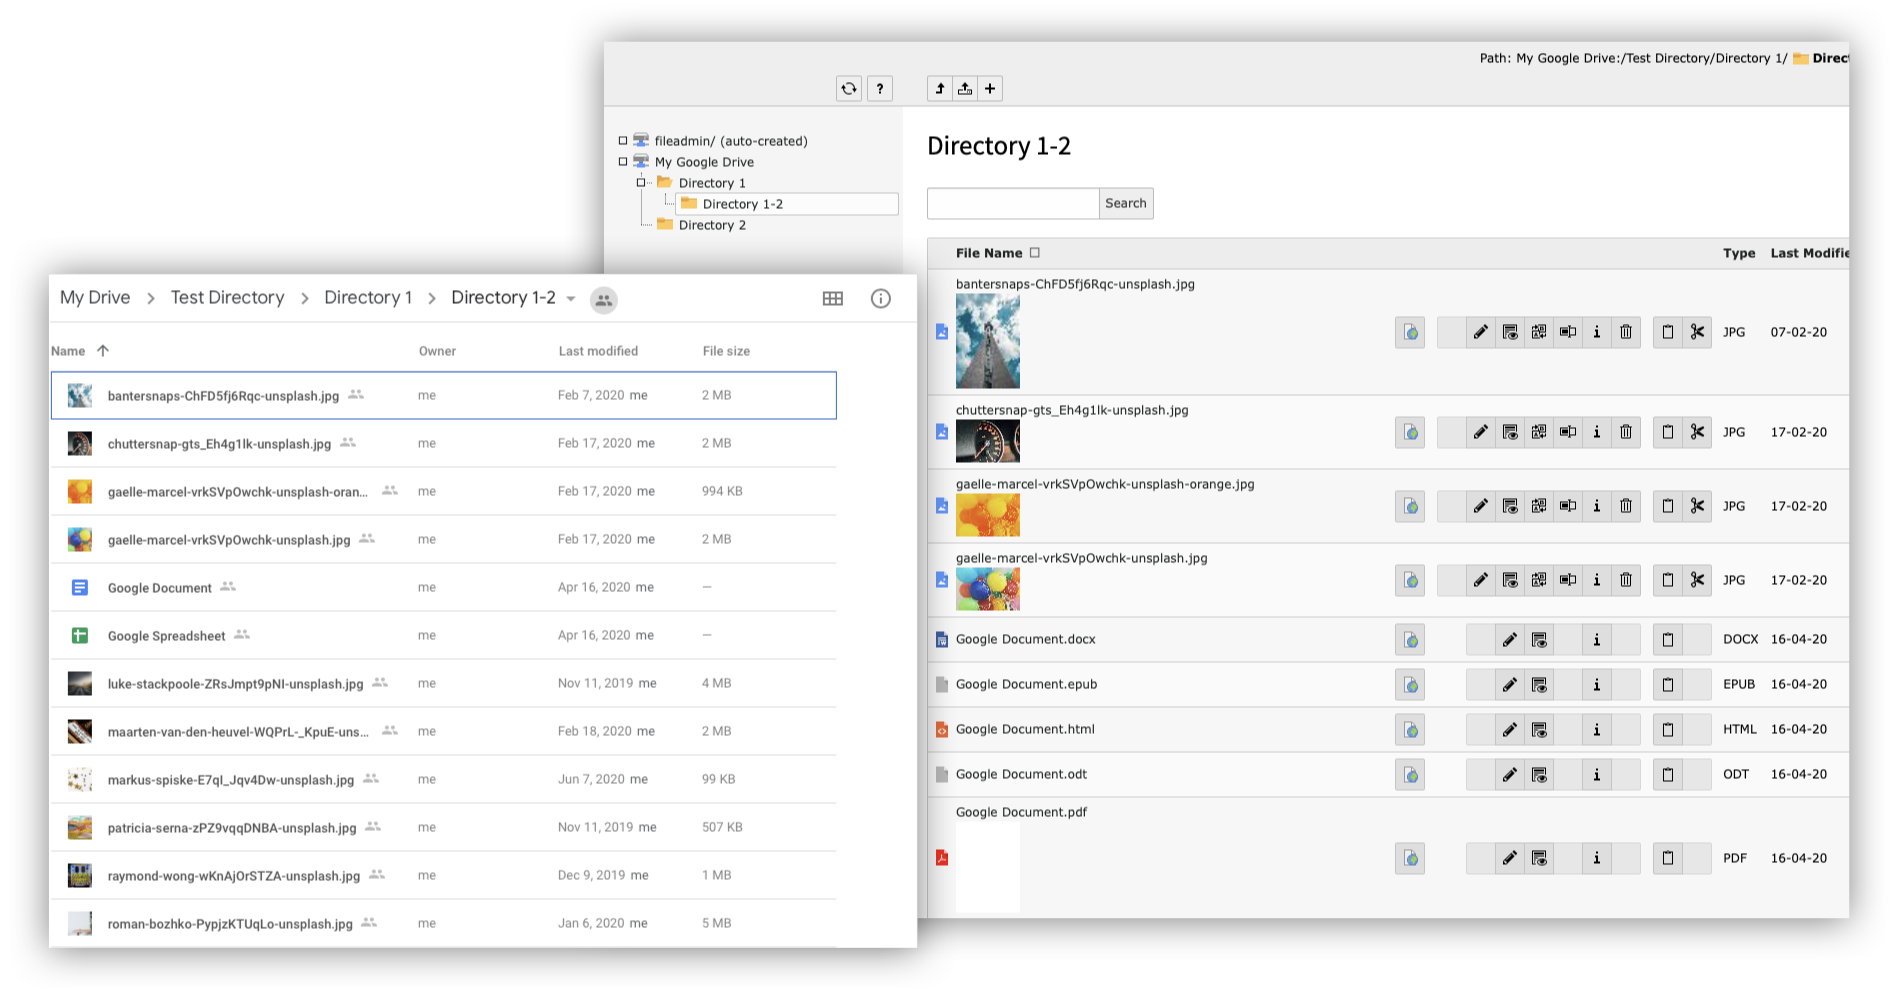 Path: My Google Drive:/Test Directory/Directory 1/ Direc
?
fileadmin/ (auto-created)
My Google Drive
Directory 1
Directory 1-2
Directory 2
Directory 1-2
Search
File Name Type Last Modifie
bantersnaps-ChFD5fj6Rqc-unsplash.jpg
JPG 07-02-20
chuttersnap-gts_Eh4g1lk-unsplash.jpg
JPG 17-02-20
gaelle-marcel-vrkSVpOwchk-unsplash-orange.jpg
JPG 17-02-20
gaelle-marcel-vrkSVpOwchk-unsplash.jpg
JPG 17-02-20
Google Document.docx DOCX 16-04-20
Google Document.epub EPUB 16-04-20
Google Document.html HTML 16-04-20
Google Document.odt ODT 16-04-20
Google Document.pdf
PDF 16-04-20
My Drive > Test Directory > Directory 1 > Directory 1-2
Name Owner Last modified File size
bantersnaps-ChFD5fj6Rqc-unsplash.jpg me Feb 7, 2020 me 2 MB
chuttersnap-gts_Eh4g1lk-unsplash.jpg me Feb 17, 2020 me 2 MB
gaelle-marcel-vrkSVpOwchk-unsplash-oran... me Feb 17, 2020 me 994 KB
gaelle-marcel-vrkSVpOwchk-unsplash.jpg me Feb 17, 2020 me 2 MB
Google Document me Apr 16, 2020 me —
Google Spreadsheet me Apr 16, 2020 me —
luke-stackpoole-ZRsJmpt9pNI-unsplash.jpg me Nov 11, 2019 me 4 MB
maarten-van-den-heuvel-WQPrL-_KpuE-uns... me Feb 18, 2020 me 2 MB
markus-spiske-E7qI_Jqv4Dw-unsplash.jpg me Jun 7, 2020 me 99 KB
patricia-serna-zPZ9vqqDNBA-unsplash.jpg me Nov 11, 2019 me 507 KB
raymond-wong-wKnAjOrSTZA-unsplash.jpg me Dec 9, 2019 me 1 MB
roman-bozhko-PypjzKTUqLo-unsplash.jpg me Jan 6, 2020 me 5 MB